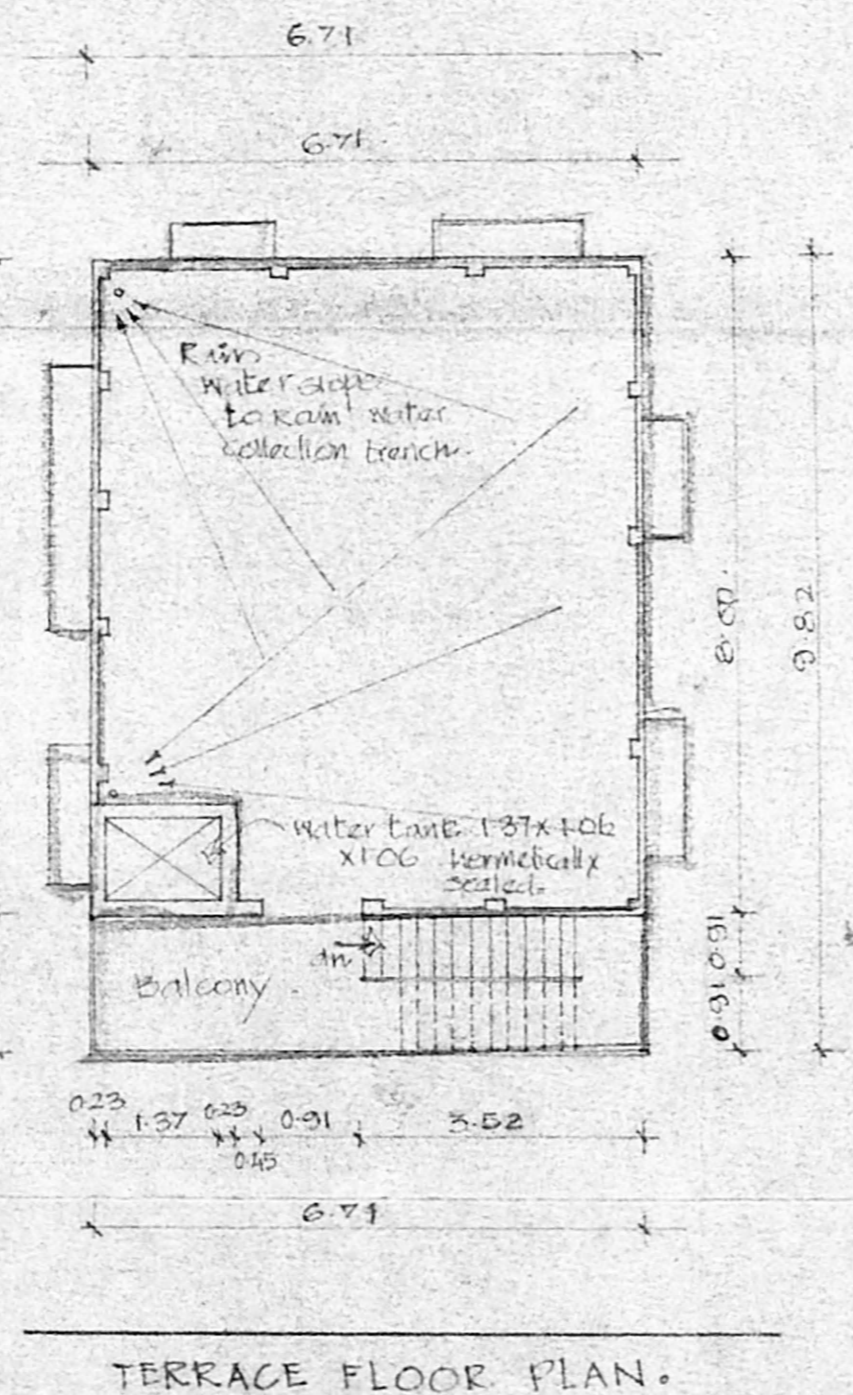 6.71
6.71
Rain
water slope
to Rain water
collection trench.
8.00
9.82
Water tank 1.37x1.06
x1.06 Hermetically
sealed.
dn
Balcony.
0.91 0.91
0.23 1.37 0.23 0.91 3.52
0.45
6.71
TERRACE FLOOR PLAN.